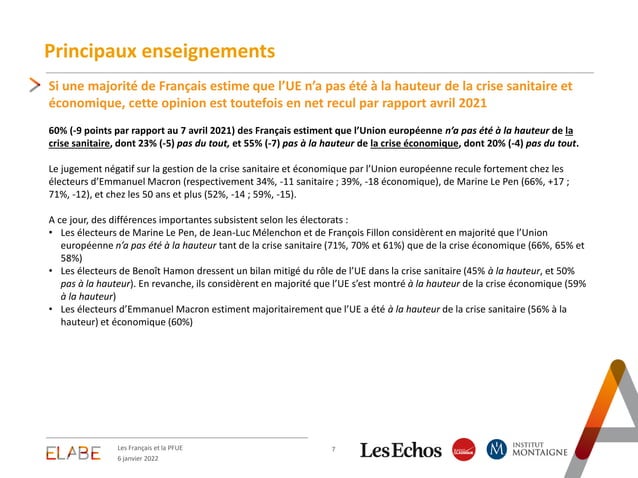 Principaux enseignements
Si une majorité de Français estime que l'UE n'a pas été à la hauteur de la crise sanitaire et
économique, cette opinion est toutefois en net recul par rapport avril 2021
60% (-9 points par rapport au 7 avril 2021) des Français estiment que l'Union européenne n'a pas été à la hauteur de la
crise sanitaire, dont 23% (-5) pas du tout, et 55% (-7) pas à la hauteur de la crise économique, dont 20% (-4) pas du tout.
Le jugement négatif sur la gestion de la crise sanitaire et économique par l'Union européenne recule fortement chez les
électeurs d'Emmanuel Macron (respectivement 34%, -11 sanitaire ; 39%, -18 économique), de Marine Le Pen (66%, +17 ;
71%, -12), et chez les 50 ans et plus (52%, -14 ; 59%, -15).
A ce jour, des différences importantes subsistent selon les électorats :
• Les électeurs de Marine Le Pen, de Jean-Luc Mélenchon et de François Fillon considèrent en majorité que l'Union
européenne n'a pas été à la hauteur tant de la crise sanitaire (71%, 70% et 61%) que de la crise économique (66%, 65% et
58%)
• Les électeurs de Benoît Hamon dressent un bilan mitigé du rôle de l'UE dans la crise sanitaire (45% à la hauteur, et 50%
pas à la hauteur). En revanche, ils considèrent en majorité que l'UE s'est montré à la hauteur de la crise économique (59%
à la hauteur)
• Les électeurs d'Emmanuel Macron estiment majoritairement que l'UE a été à la hauteur de la crise sanitaire (56% à la
hauteur) et économique (60%)
ELABE
Les Français et la PFUE
6 janvier 2022
7
Les Echos
RADIO CLASSIQUE
M
INSTITUT
MONTAIGNE